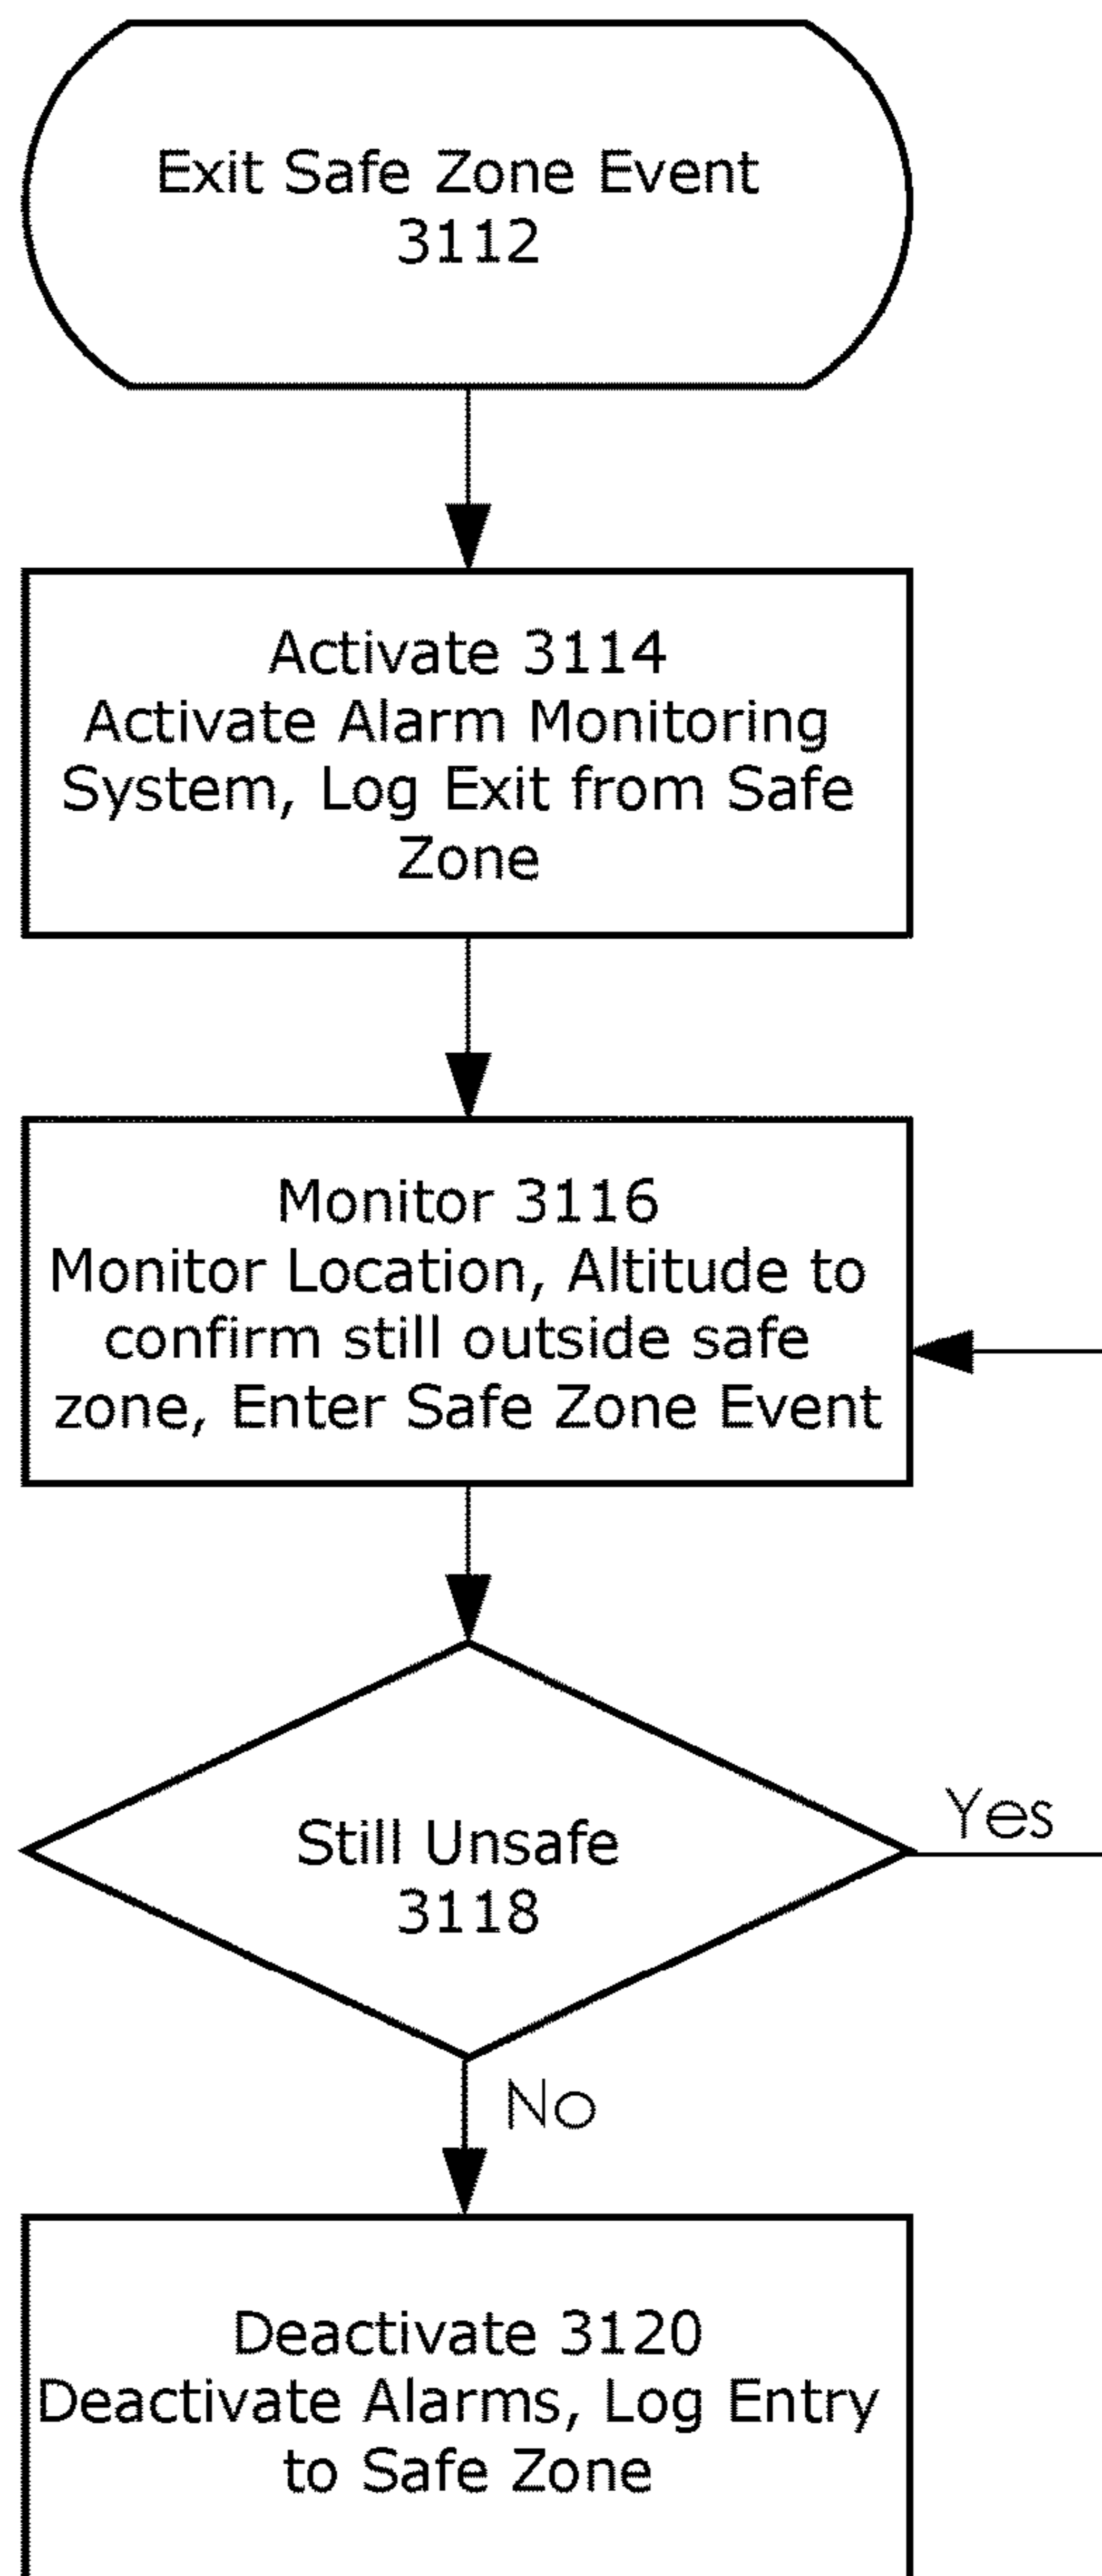 Exit Safe Zone Event
3112
Activate 3114
Activate Alarm Monitoring
System, Log Exit from Safe
Zone
Monitor 3116
Monitor Location, Altitude to
confirm still outside safe
zone, Enter Safe Zone Event
Still Unsafe
3118
Yes
No
Deactivate 3120
Deactivate Alarms, Log Entry
to Safe Zone